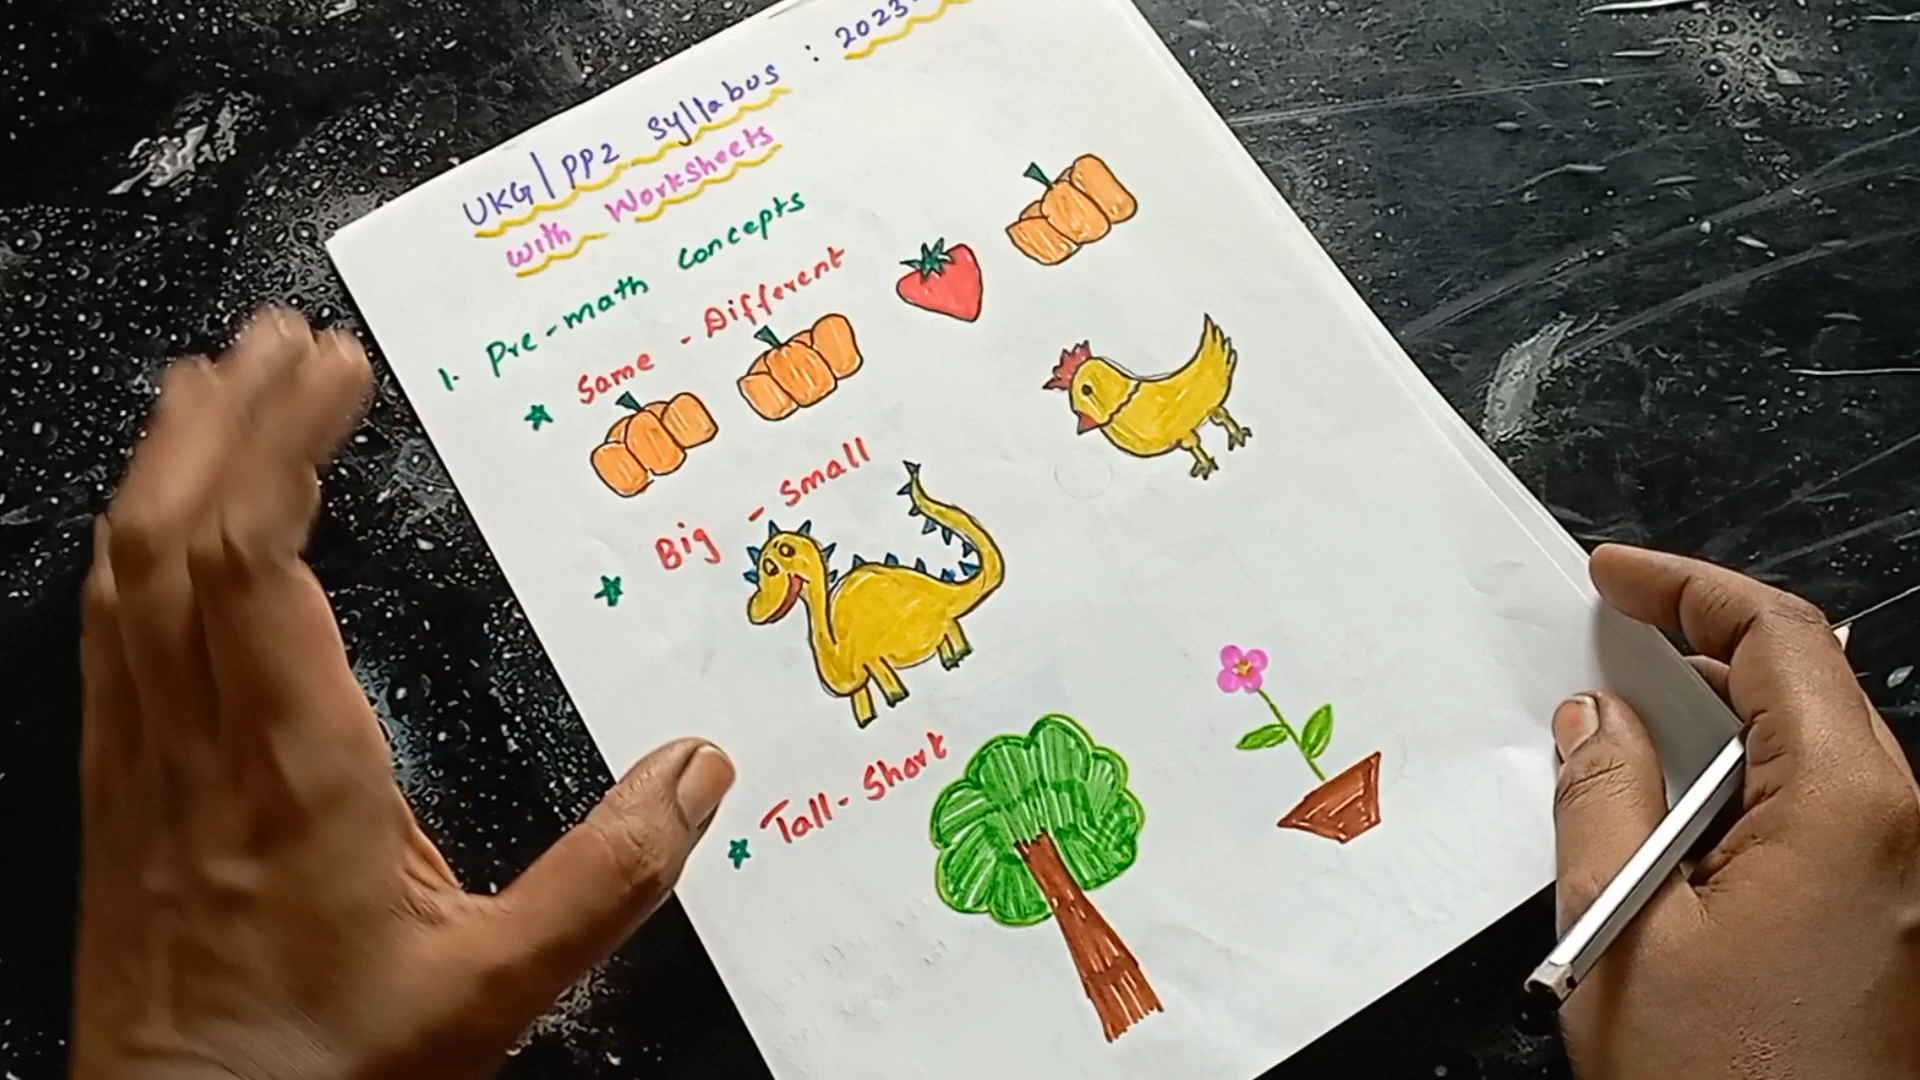 UKG/PP2 Syllabus : 2023
with Worksheets
1. Pre-math concepts
Same - Different
Big - Small
Tall - Short